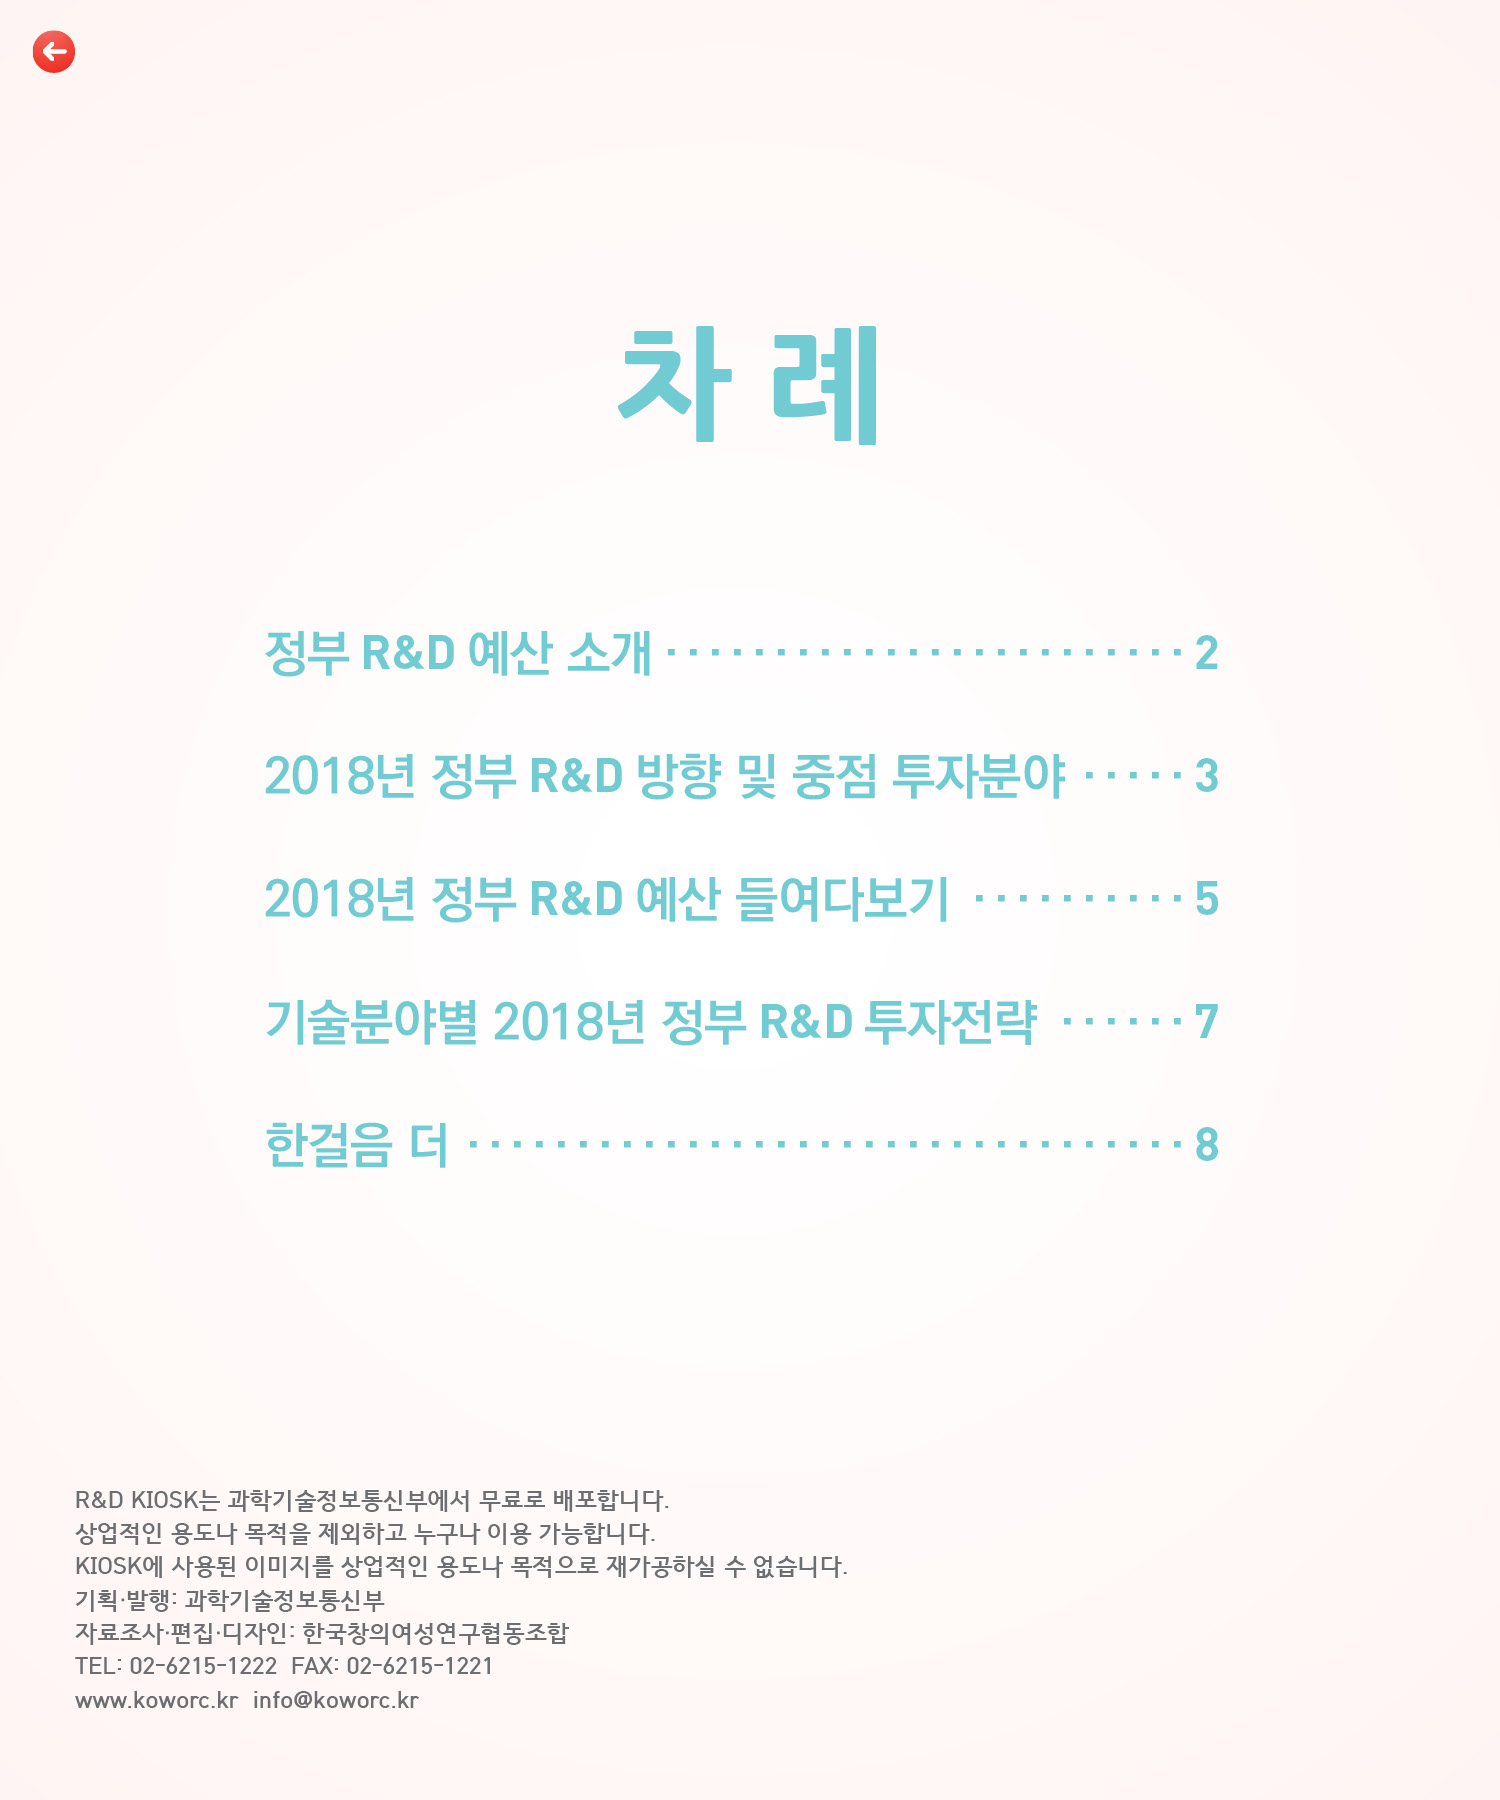 차 례
정부 R&D 예산 소개 ························ 2
2018년 정부 R&D 방향 및 중점 투자분야 ····· 3
2018년 정부 R&D 예산 들여다보기 ·········· 5
기술분야별 2018년 정부 R&D 투자전략 ······ 7
한걸음 더 ································· 8
R&D KIOSK는 과학기술정보통신부에서 무료로 배포합니다.
상업적인 용도나 목적을 제외하고 누구나 이용 가능합니다.
KIOSK에 사용된 이미지를 상업적인 용도나 목적으로 재가공하실 수 없습니다.
기획·발행: 과학기술정보통신부
자료조사·편집·디자인: 한국창의여성연구협동조합
TEL: 02-6215-1222  FAX: 02-6215-1221
www.koworc.kr  info@koworc.kr